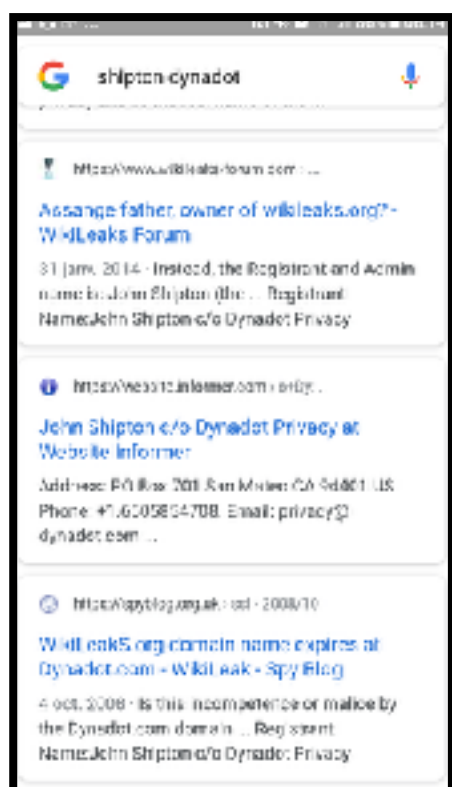 shipton dynadot
https://www.wikileaks-forum.com › ...
Assange father, owner of wikileaks.org? -
WikiLeaks Forum
31 janv. 2014 · Instead, the Registrant and Admin
name is: John Shipton (the ... Registrant
Name:John Shipton c/o Dynadot Privacy
https://website.informer.com ›
John Shipton c/o Dynadot Privacy at
Website Informer
Address: PO Box 701 San Mateo CA 94401 US
Phone: +1.6505854708. Email: privacy@
dynadot.com ...
https://spyblog.org.uk › ssl › 2008/10
WikiLeakS.org domain name expires at
Dynadot.com - WikiLeak - Spy Blog
4 oct. 2008 · Is this incompetence or malice by
the Dynadot.com domain ... Registrant
Name:John Shipton c/o Dynadot Privacy